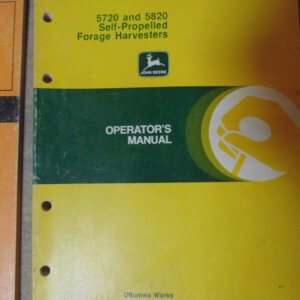 5720 and 5820
Self-Propelled
Forage Harvesters
JOHN DEERE
OPERATOR'S
MANUAL
Ottumwa Works